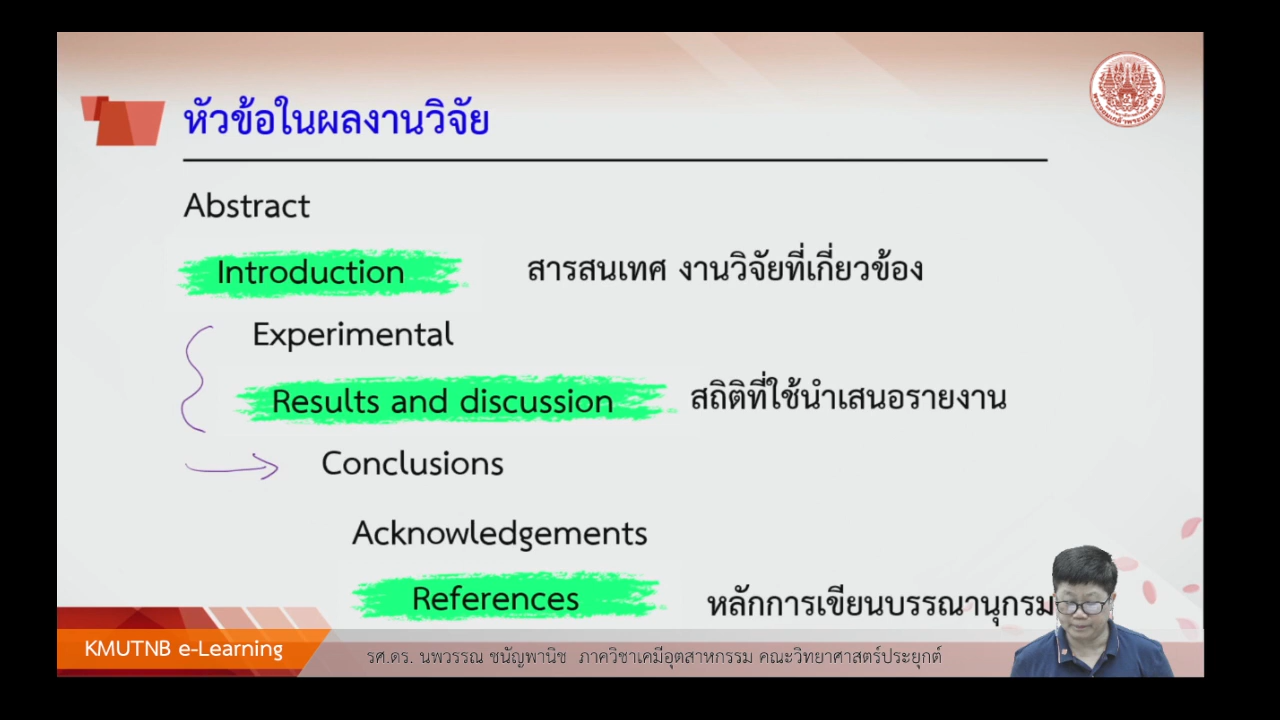 หัวข้อในผลงานวิจัย
Abstract
Introduction สารสนเทศ งานวิจัยที่เกี่ยวข้อง
Experimental
Results and discussion สถิติที่ใช้นำเสนอรายงาน
Conclusions
Acknowledgements
References หลักการเขียนบรรณานุกรม
KMUTNB e-Learning
รศ.ดร. นพวรรณ ชนัญพานิช ภาควิชาเคมีอุตสาหกรรม คณะวิทยาศาสตร์ประยุกต์